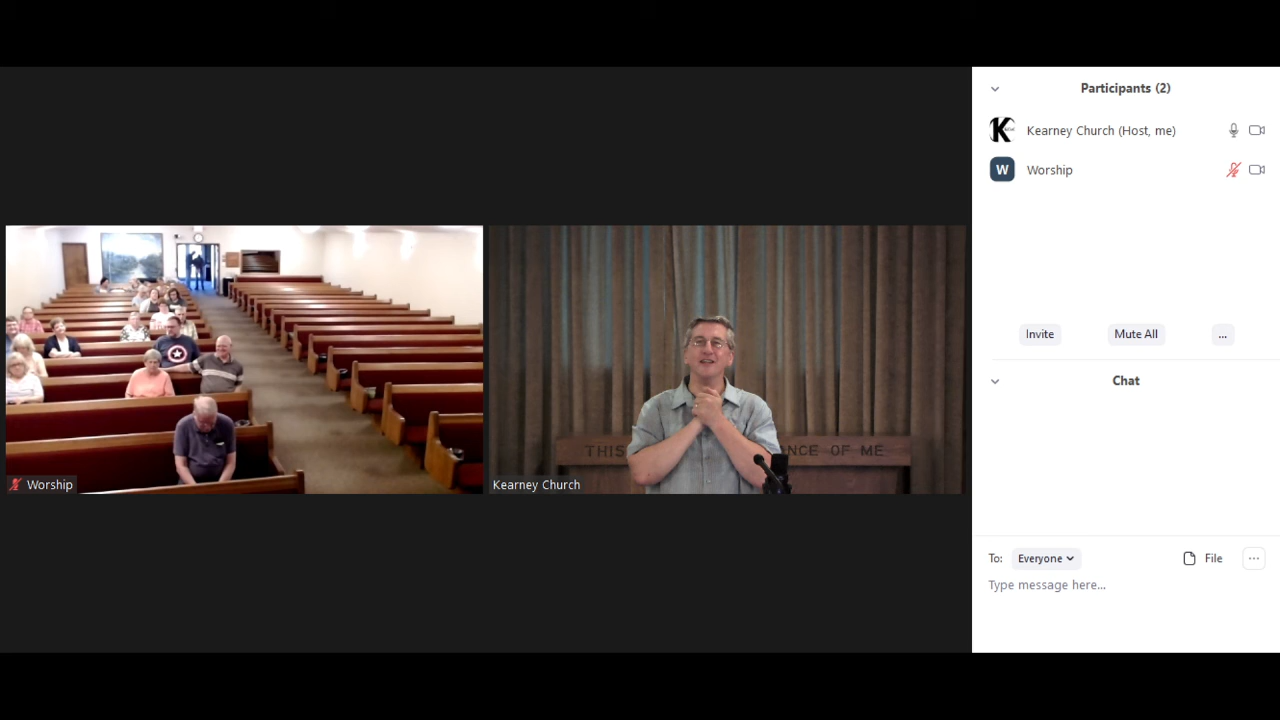 Participants (2)
Kearney Church (Host, me)
W
Worship
Invite
Mute All
...
Chat
To:
Everyone
File
Type message here...
THIS
NCE OF ME
Worship
Kearney Church